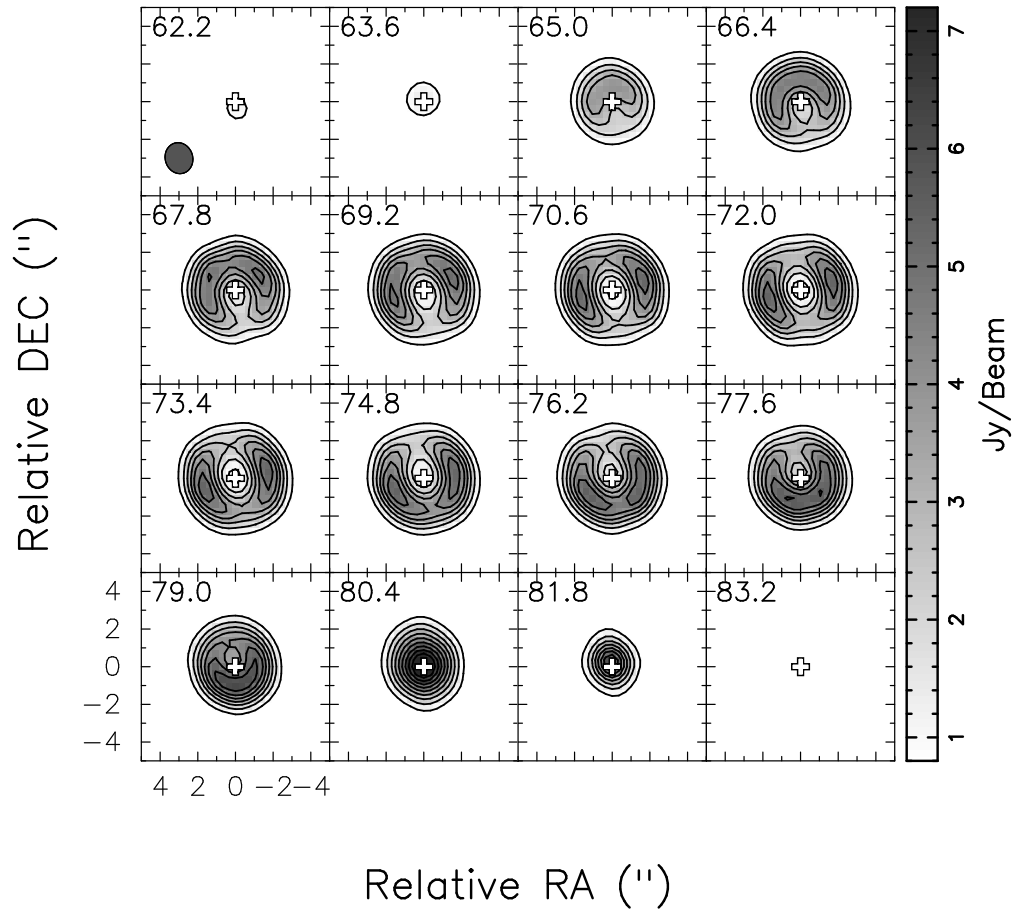 62.2 63.6 65.0 66.4
67.8 69.2 70.6 72.0
73.4 74.8 76.2 77.6
79.0 80.4 81.8 83.2
4
2
0
−2
−4
4 2 0 −2 −4
Relative RA ('')
Relative DEC ('')
7
6
5
4
3
2
1
Jy/Beam